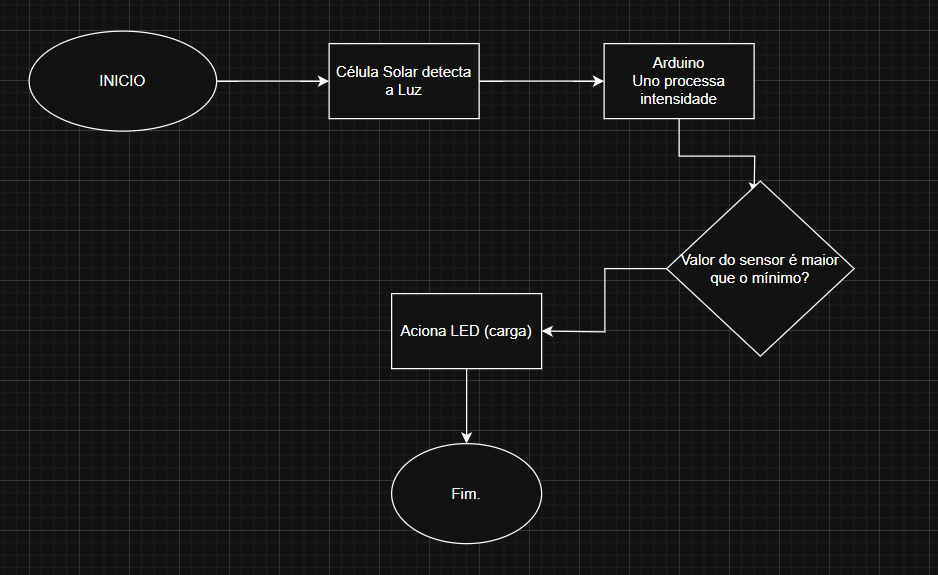 INICIO
Célula Solar detecta
a Luz
Arduino
Uno processa
intensidade
Valor do sensor é maior
que o mínimo?
Aciona LED (carga)
Fim.